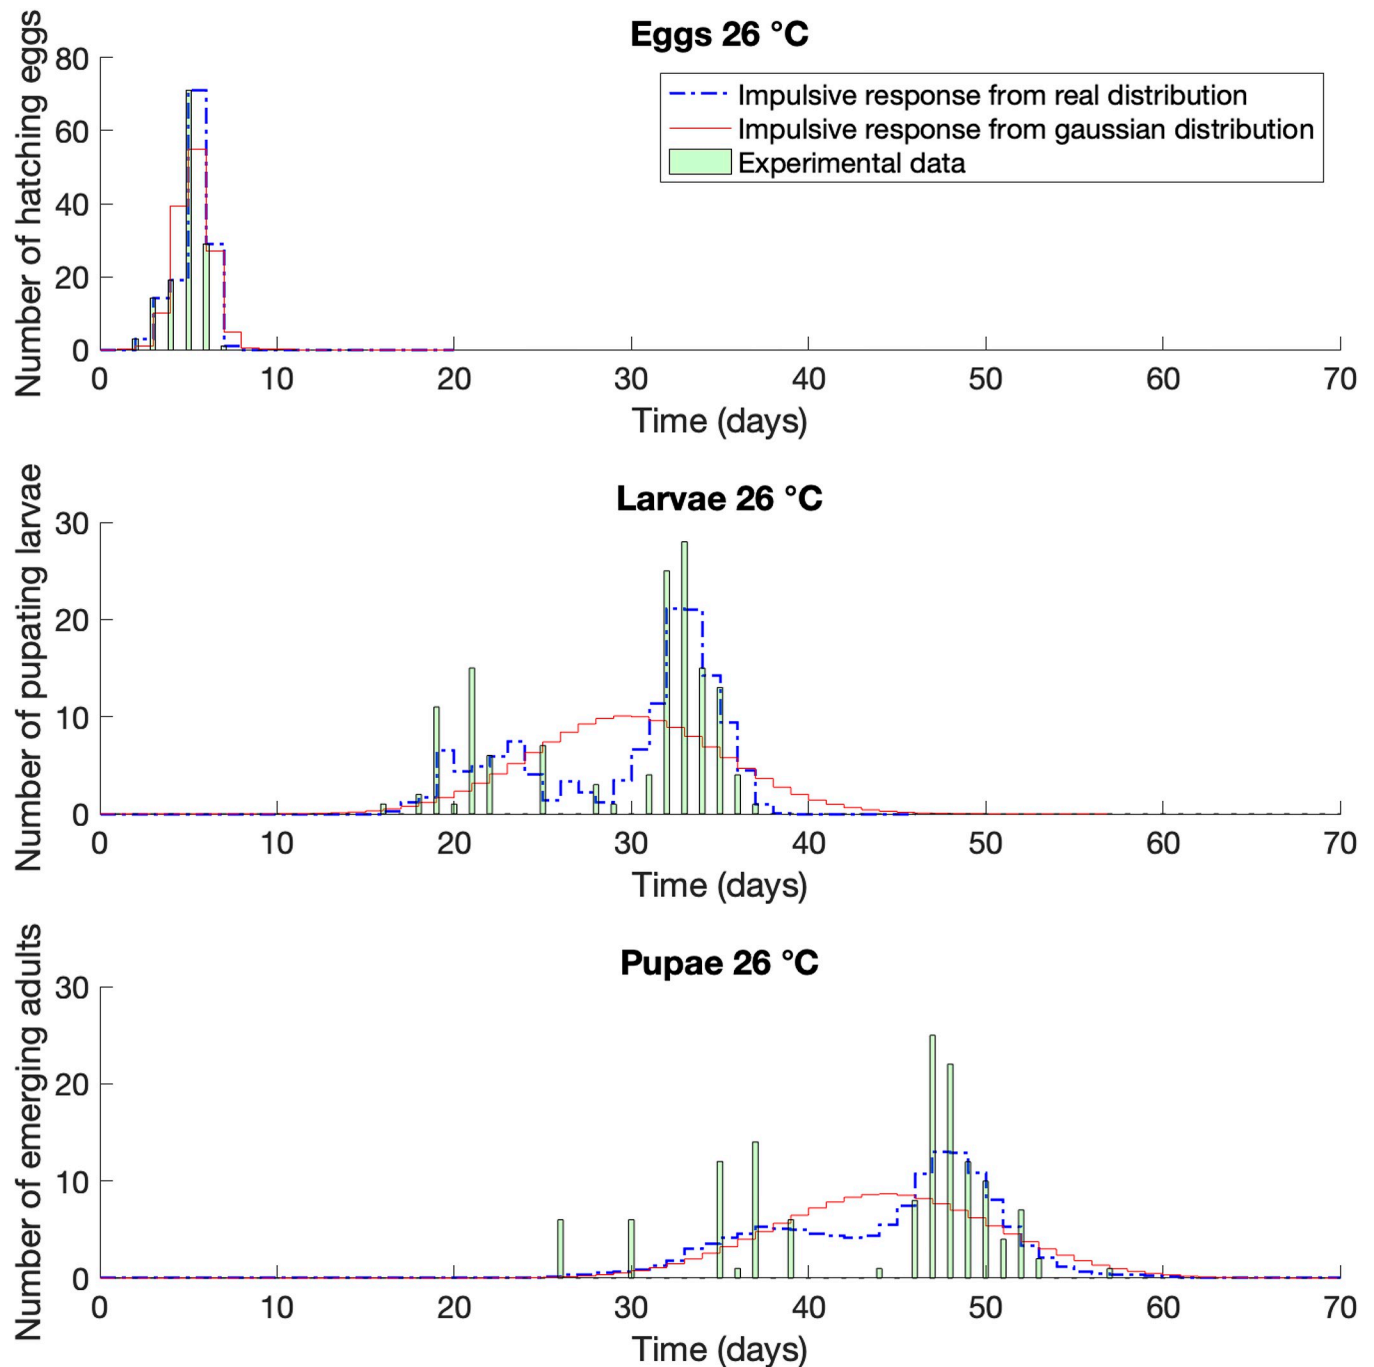 Eggs 26 °C
Number of hatching eggs
80
60
40
20
0
Impulsive response from real distribution
Impulsive response from gaussian distribution
Experimental data
0 10 20 30 40 50 60 70
Time (days)
Larvae 26 °C
Number of pupating larvae
30
20
10
0
0 10 20 30 40 50 60 70
Time (days)
Pupae 26 °C
Number of emerging adults
30
20
10
0
0 10 20 30 40 50 60 70
Time (days)